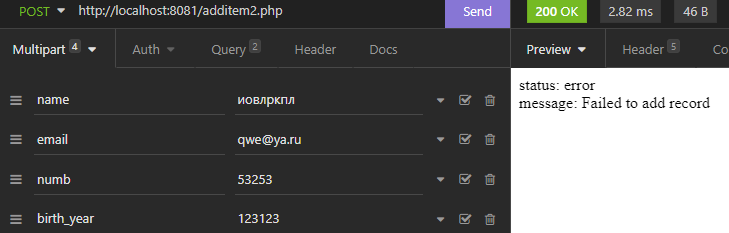 POST http://localhost:8081/additem2.php Send 200 OK 2.82 ms 46 B
Multipart 4 Auth Query 2 Header Docs Preview Header 5 Co
name иовлркпл
email qwe@ya.ru
numb 53253
birth_year 123123
status: error
message: Failed to add record